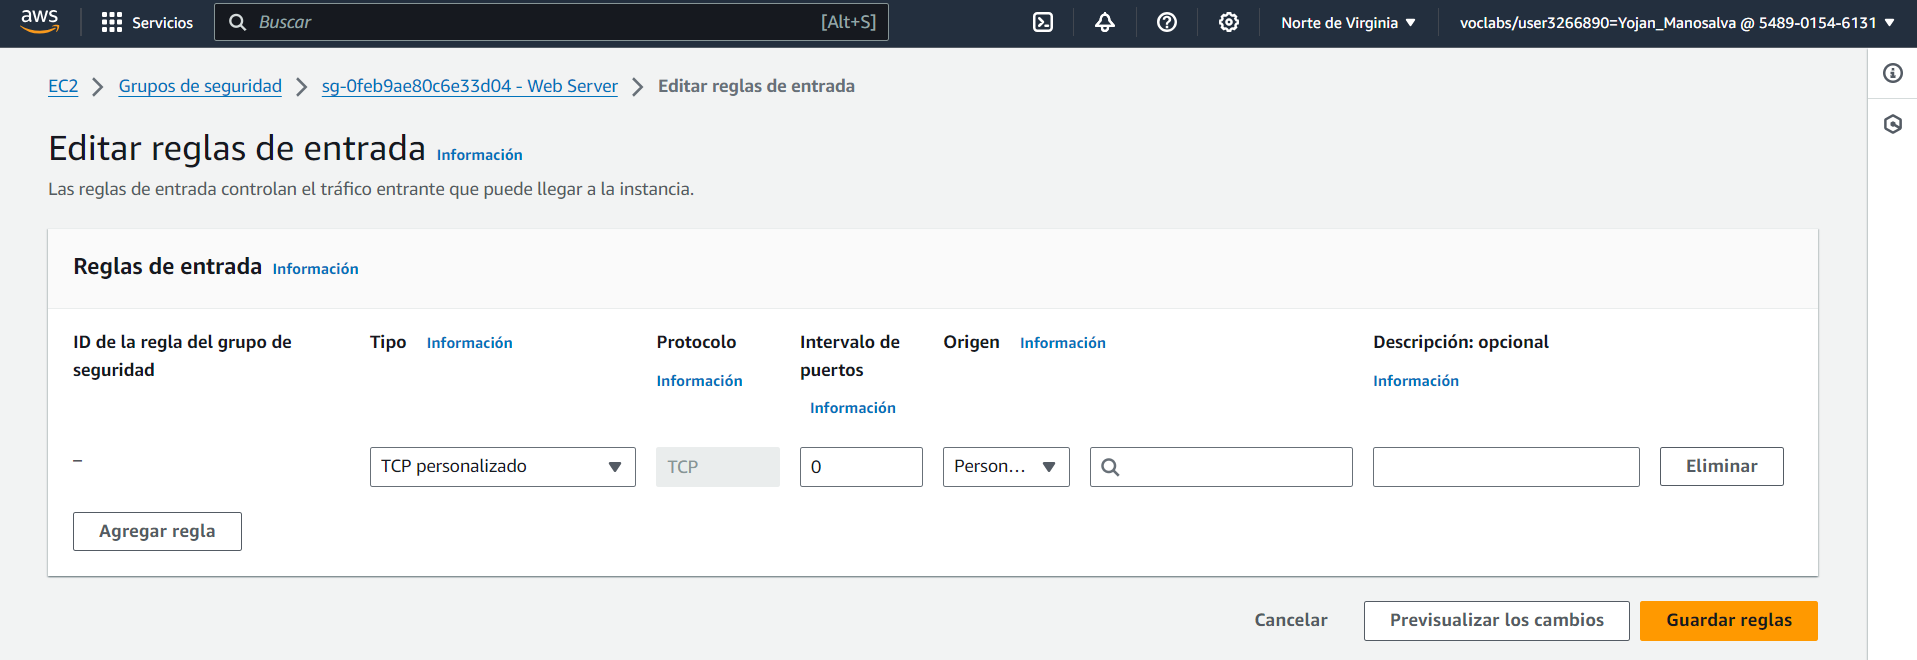 aws
Servicios
Buscar
[Alt+S]
Norte de Virginia
voclabs/user3266890=Yojan_Manosalva @ 5489-0154-6131
EC2 > Grupos de seguridad > sg-0feb9ae80c6e33d04 - Web Server > Editar reglas de entrada
Editar reglas de entrada Información
Las reglas de entrada controlan el tráfico entrante que puede llegar a la instancia.
Reglas de entrada Información
ID de la regla del grupo de seguridad
Tipo Información
Protocolo Información
Intervalo de puertos Información
Origen Información
Descripción: opcional Información
–
TCP personalizado
TCP
0
Person...
Eliminar
Agregar regla
Cancelar
Previsualizar los cambios
Guardar reglas